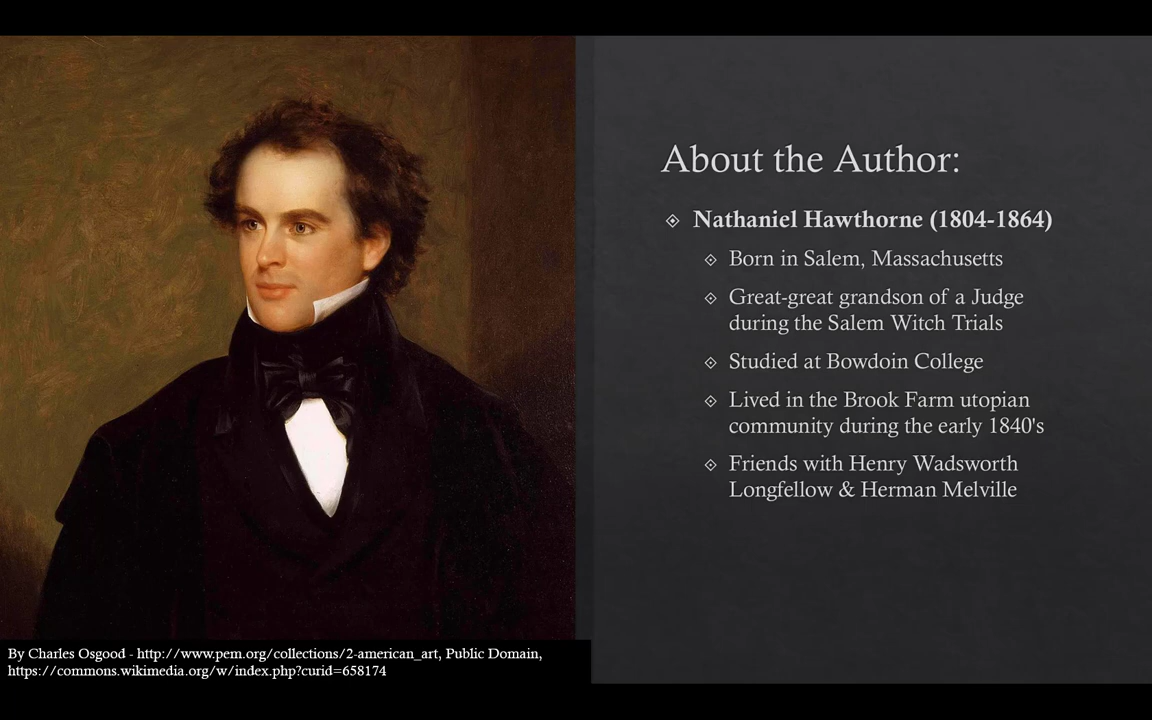 About the Author:
Nathaniel Hawthorne (1804-1864)
Born in Salem, Massachusetts
Great-great grandson of a Judge
during the Salem Witch Trials
Studied at Bowdoin College
Lived in the Brook Farm utopian
community during the early 1840's
Friends with Henry Wadsworth
Longfellow & Herman Melville
By Charles Osgood - http://www.pem.org/collections/2-american_art, Public Domain,
https://commons.wikimedia.org/w/index.php?curid=658174